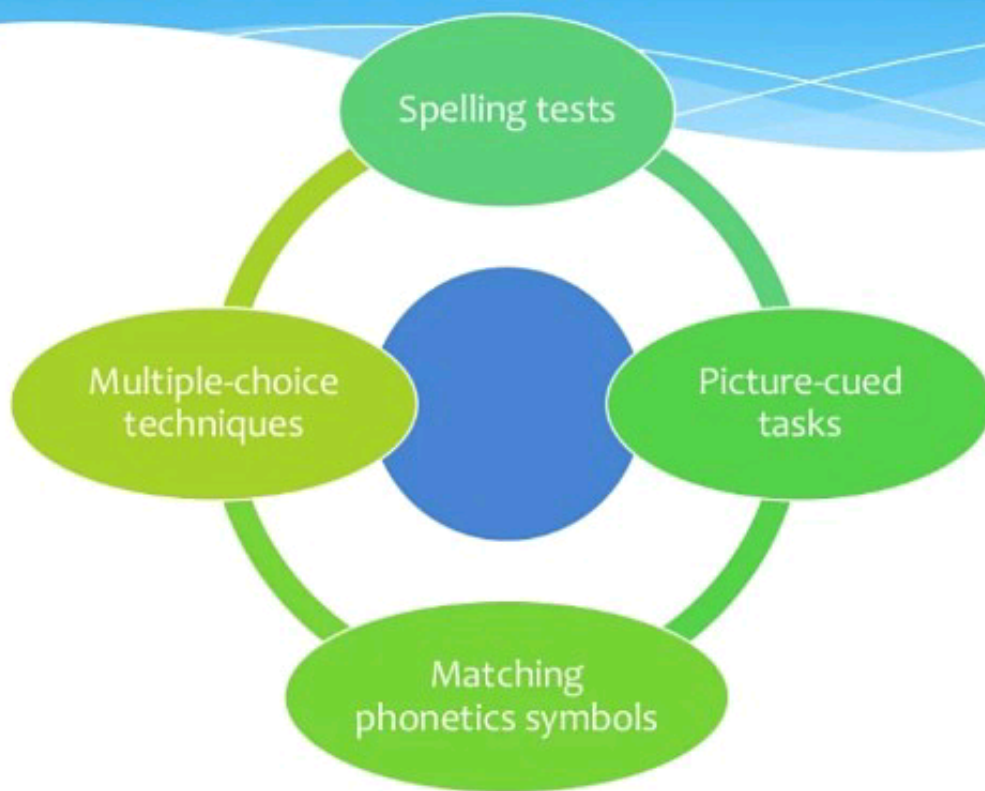 Spelling tests
Multiple-choice
techniques
Picture-cued
tasks
Matching
phonetics symbols